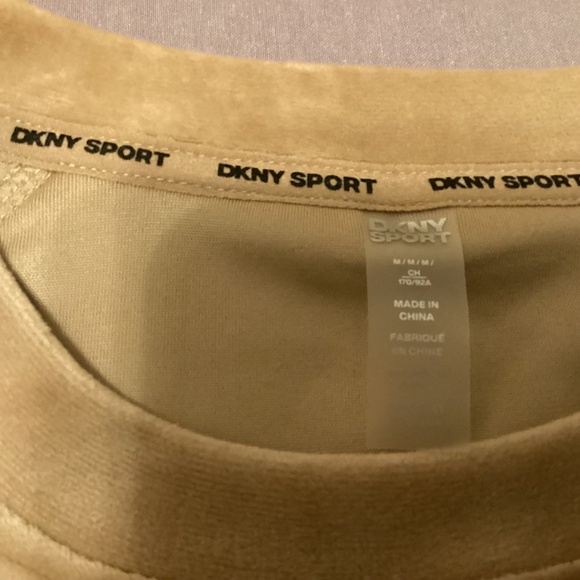 DKNY SPORT
DKNY SPORT
DKNY SPORT
DKNY
SPORT
M / M / M /
CH
170/92A
MADE IN
CHINA
FABRIQUÉ
EN CHINE